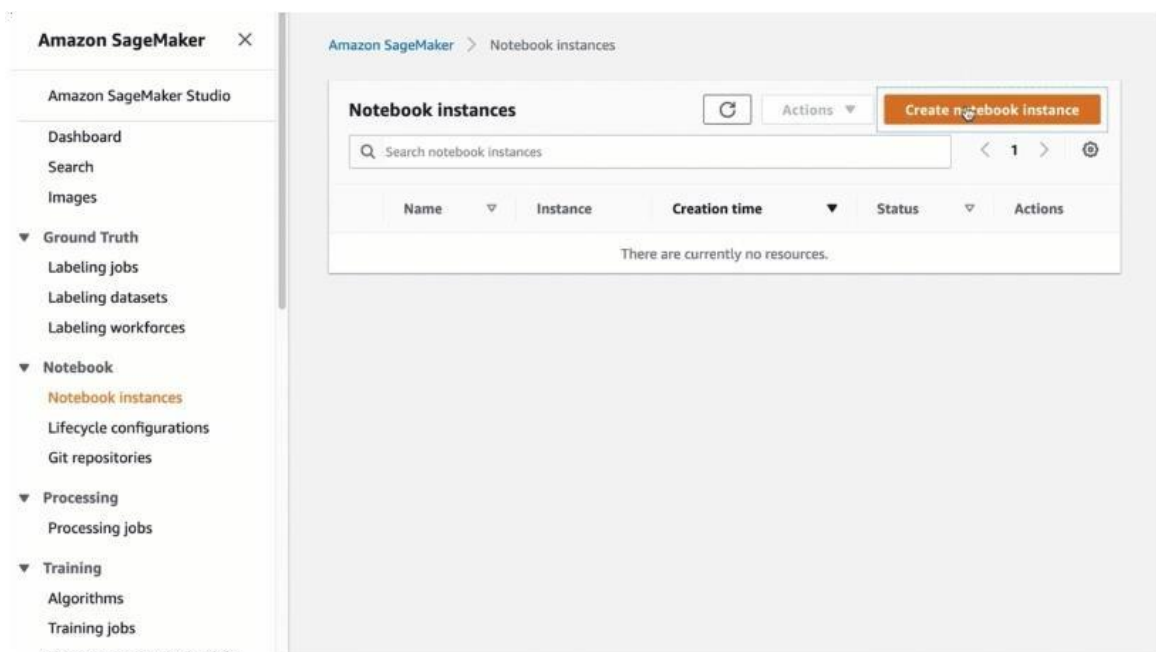 Amazon SageMaker
Amazon SageMaker Studio
Dashboard
Search
Images
Ground Truth
Labeling jobs
Labeling datasets
Labeling workforces
Notebook
Notebook instances
Lifecycle configurations
Git repositories
Processing
Processing jobs
Training
Algorithms
Training jobs
Amazon SageMaker > Notebook instances
Notebook instances Actions Create notebook instance
Search notebook instances < 1 >
Name Instance Creation time Status Actions
There are currently no resources.